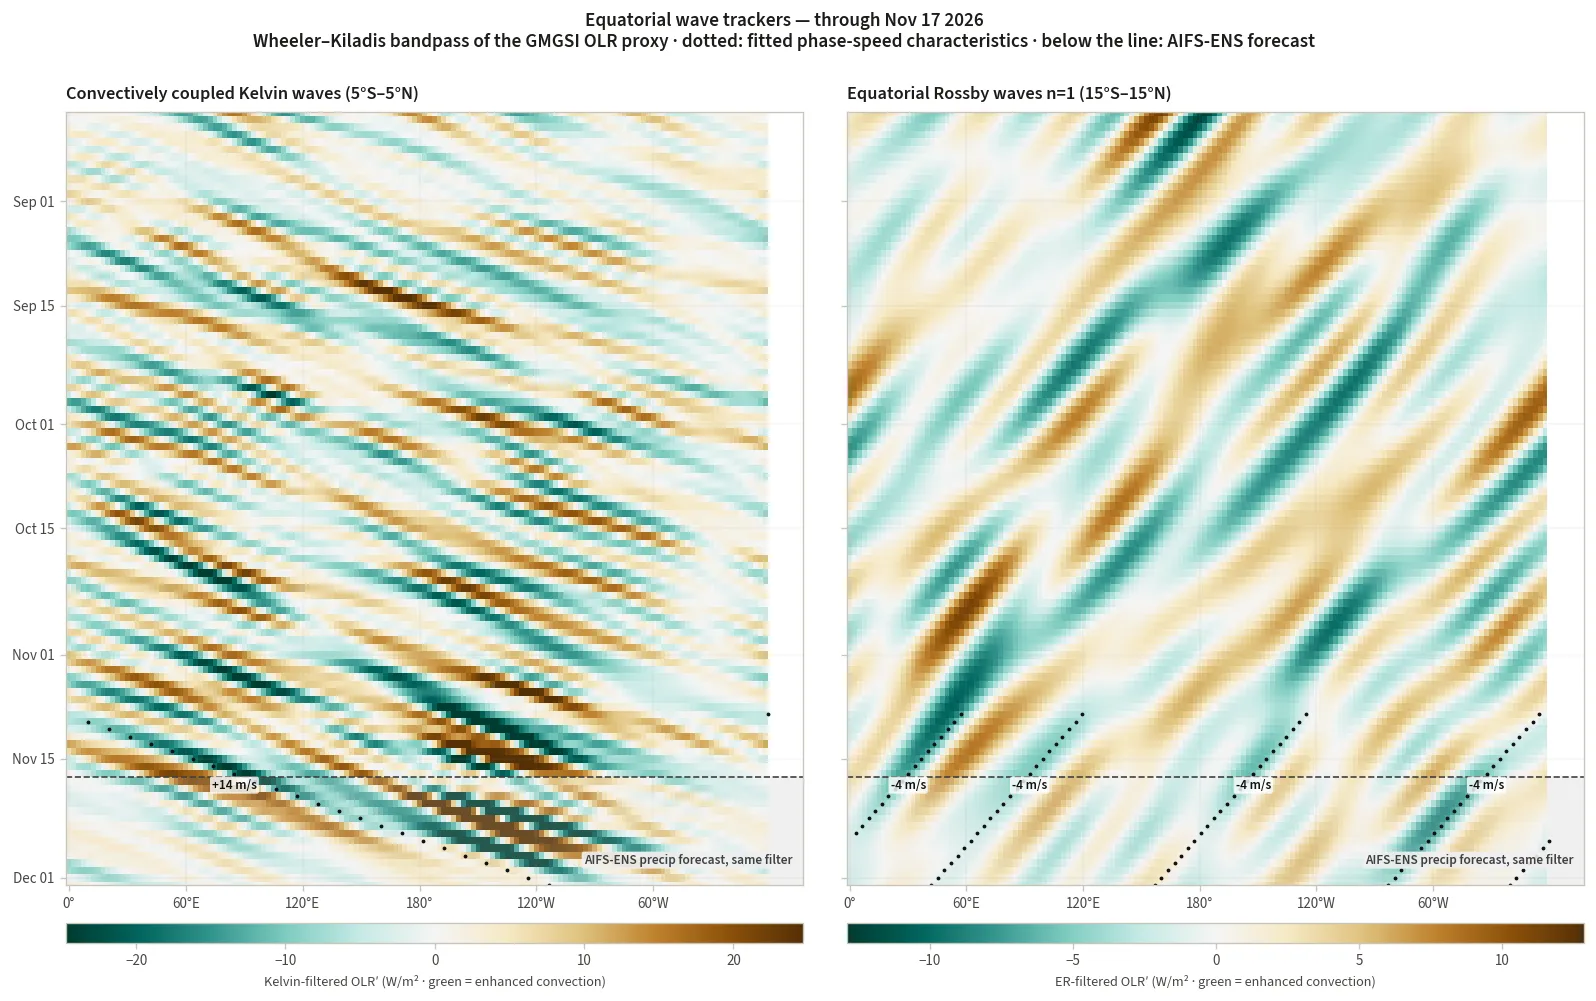 Equatorial wave trackers — through Nov 17 2026
Wheeler–Kiladis bandpass of the GMGSI OLR proxy · dotted: fitted phase-speed characteristics · below the line: AIFS-ENS forecast
Convectively coupled Kelvin waves (5°S–5°N)
Sep 01
Sep 15
Oct 01
Oct 15
Nov 01
Nov 15
Dec 01
+14 m/s
AIFS-ENS precip forecast, same filter
0°
60°E
120°E
180°
120°W
60°W
−20
−10
0
10
20
Kelvin-filtered OLR′ (W/m² · green = enhanced convection)
Equatorial Rossby waves n=1 (15°S–15°N)
-4 m/s
-4 m/s
-4 m/s
-4 m/s
AIFS-ENS precip forecast, same filter
0°
60°E
120°E
180°
120°W
60°W
−10
−5
0
5
10
ER-filtered OLR′ (W/m² · green = enhanced convection)